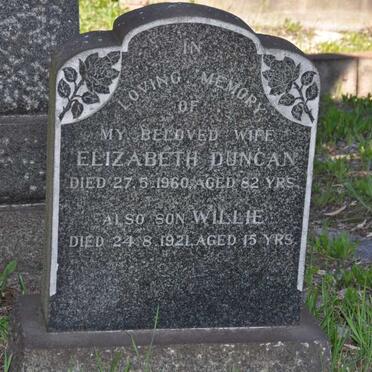 IN
LOVING MEMORY
OF
MY BELOVED WIFE
ELIZABETH DUNCAN
DIED 27.5.1960, AGED 82 YRS.
ALSO SON WILLIE
DIED 24.8.1921, AGED 15 YRS.